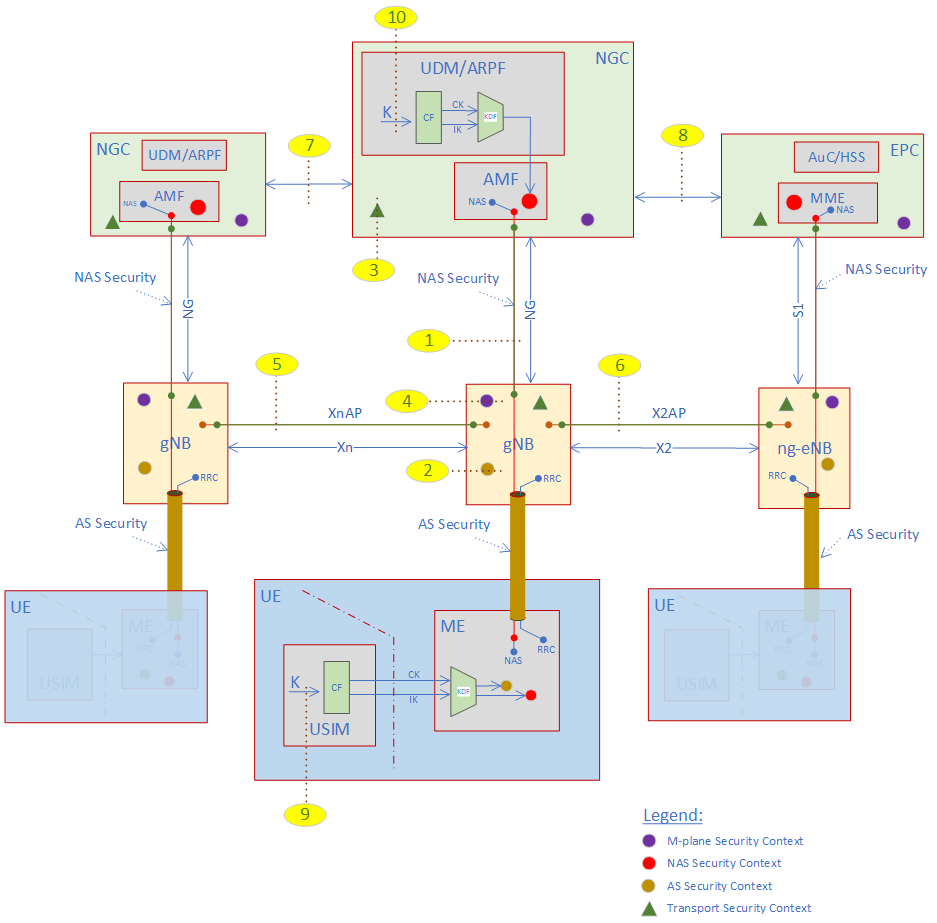 10
NGC
UDM/ARPF
K
CF
CK
IK
KDF
AMF
NAS
3
7
8
NGC
UDM/ARPF
AMF
NAS
EPC
AuC/HSS
MME
NAS
NAS Security
NG
NAS Security
NG
NAS Security
S1
1
5
6
4
2
gNB
RRC
XnAP
Xn
gNB
RRC
X2AP
X2
ng-eNB
RRC
AS Security
AS Security
AS Security
UE
ME
RRC
NAS
USIM
UE
ME
NAS
RRC
K
CF
CK
IK
KDF
USIM
9
UE
ME
RRC
NAS
USIM
Legend:
M-plane Security Context
NAS Security Context
AS Security Context
Transport Security Context